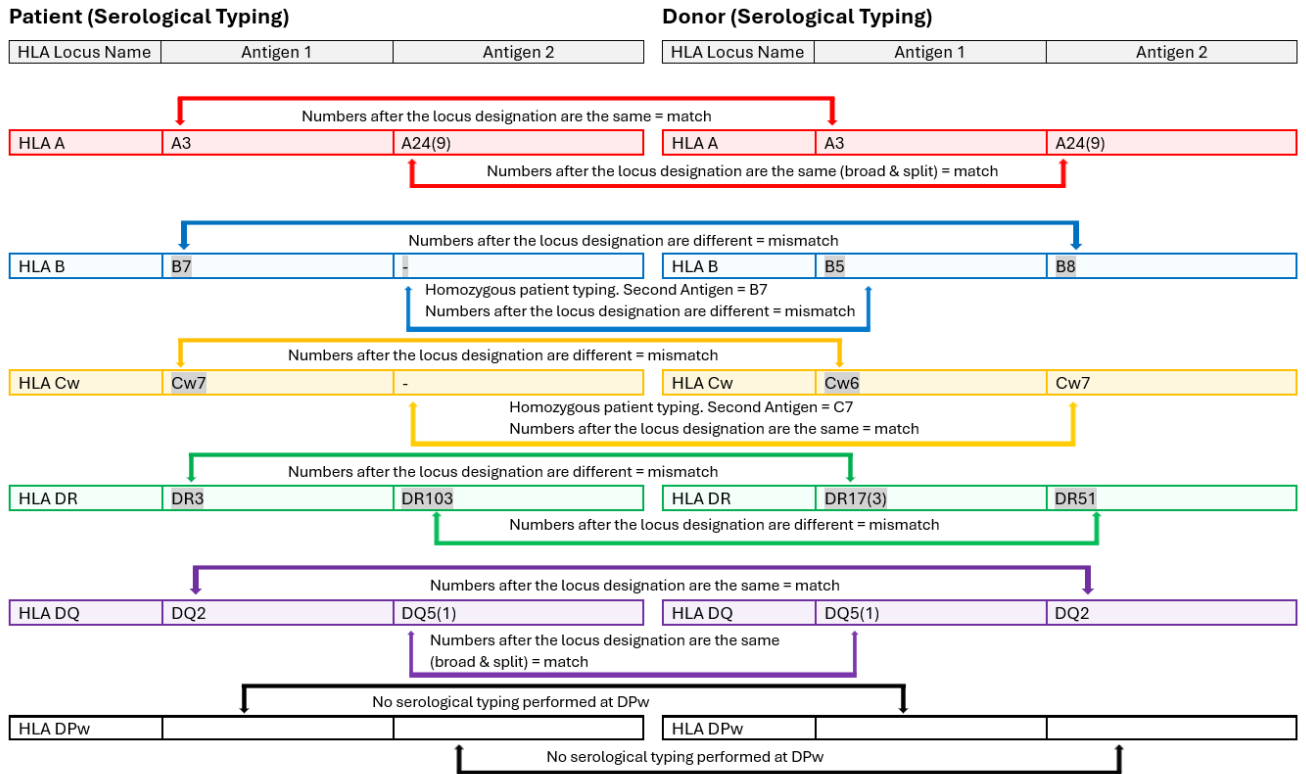 Patient (Serological Typing) Donor (Serological Typing)
HLA Locus Name Antigen 1 Antigen 2 HLA Locus Name Antigen 1 Antigen 2
Numbers after the locus designation are the same = match
HLA A A3 A24(9) HLA A A3 A24(9)
Numbers after the locus designation are the same (broad & split) = match
Numbers after the locus designation are different = mismatch
HLA B B7 - HLA B B5 B8
Homozygous patient typing. Second Antigen = B7
Numbers after the locus designation are different = mismatch
Numbers after the locus designation are different = mismatch
HLA Cw Cw7 - HLA Cw Cw6 Cw7
Homozygous patient typing. Second Antigen = C7
Numbers after the locus designation are the same = match
Numbers after the locus designation are different = mismatch
HLA DR DR3 DR103 HLA DR DR17(3) DR51
Numbers after the locus designation are different = mismatch
Numbers after the locus designation are the same = match
HLA DQ DQ2 DQ5(1) HLA DQ DQ5(1) DQ2
Numbers after the locus designation are the same
(broad & split) = match
No serological typing performed at DPw
HLA DPw HLA DPw
No serological typing performed at DPw